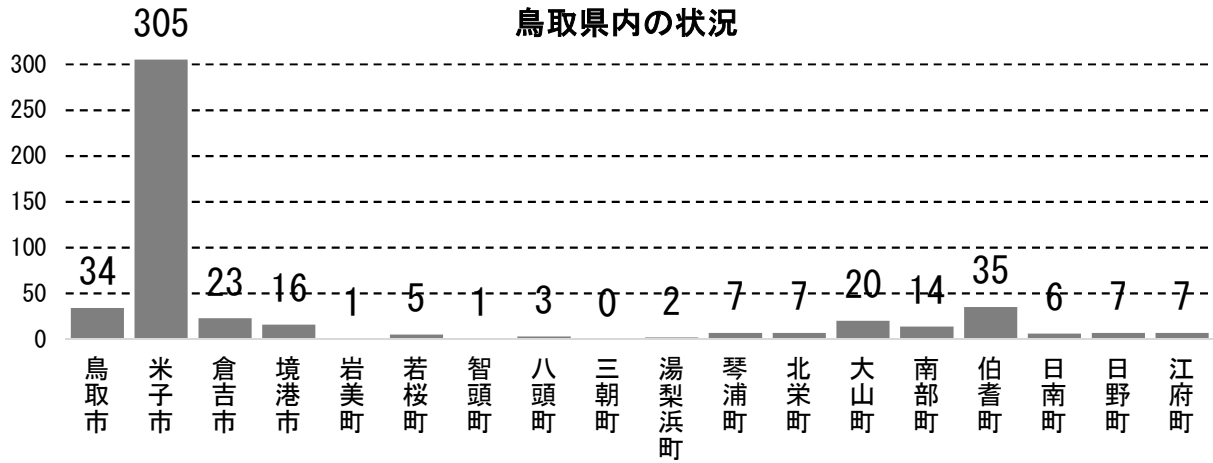 鳥取県内の状況
305
300
250
200
150
100
50
0
34
23
16
1
5
1
3
0
2
7
7
20
14
35
6
7
7
鳥取市
米子市
倉吉市
境港市
岩美町
若桜町
智頭町
八頭町
三朝町
湯梨浜町
琴浦町
北栄町
大山町
南部町
伯耆町
日南町
日野町
江府町